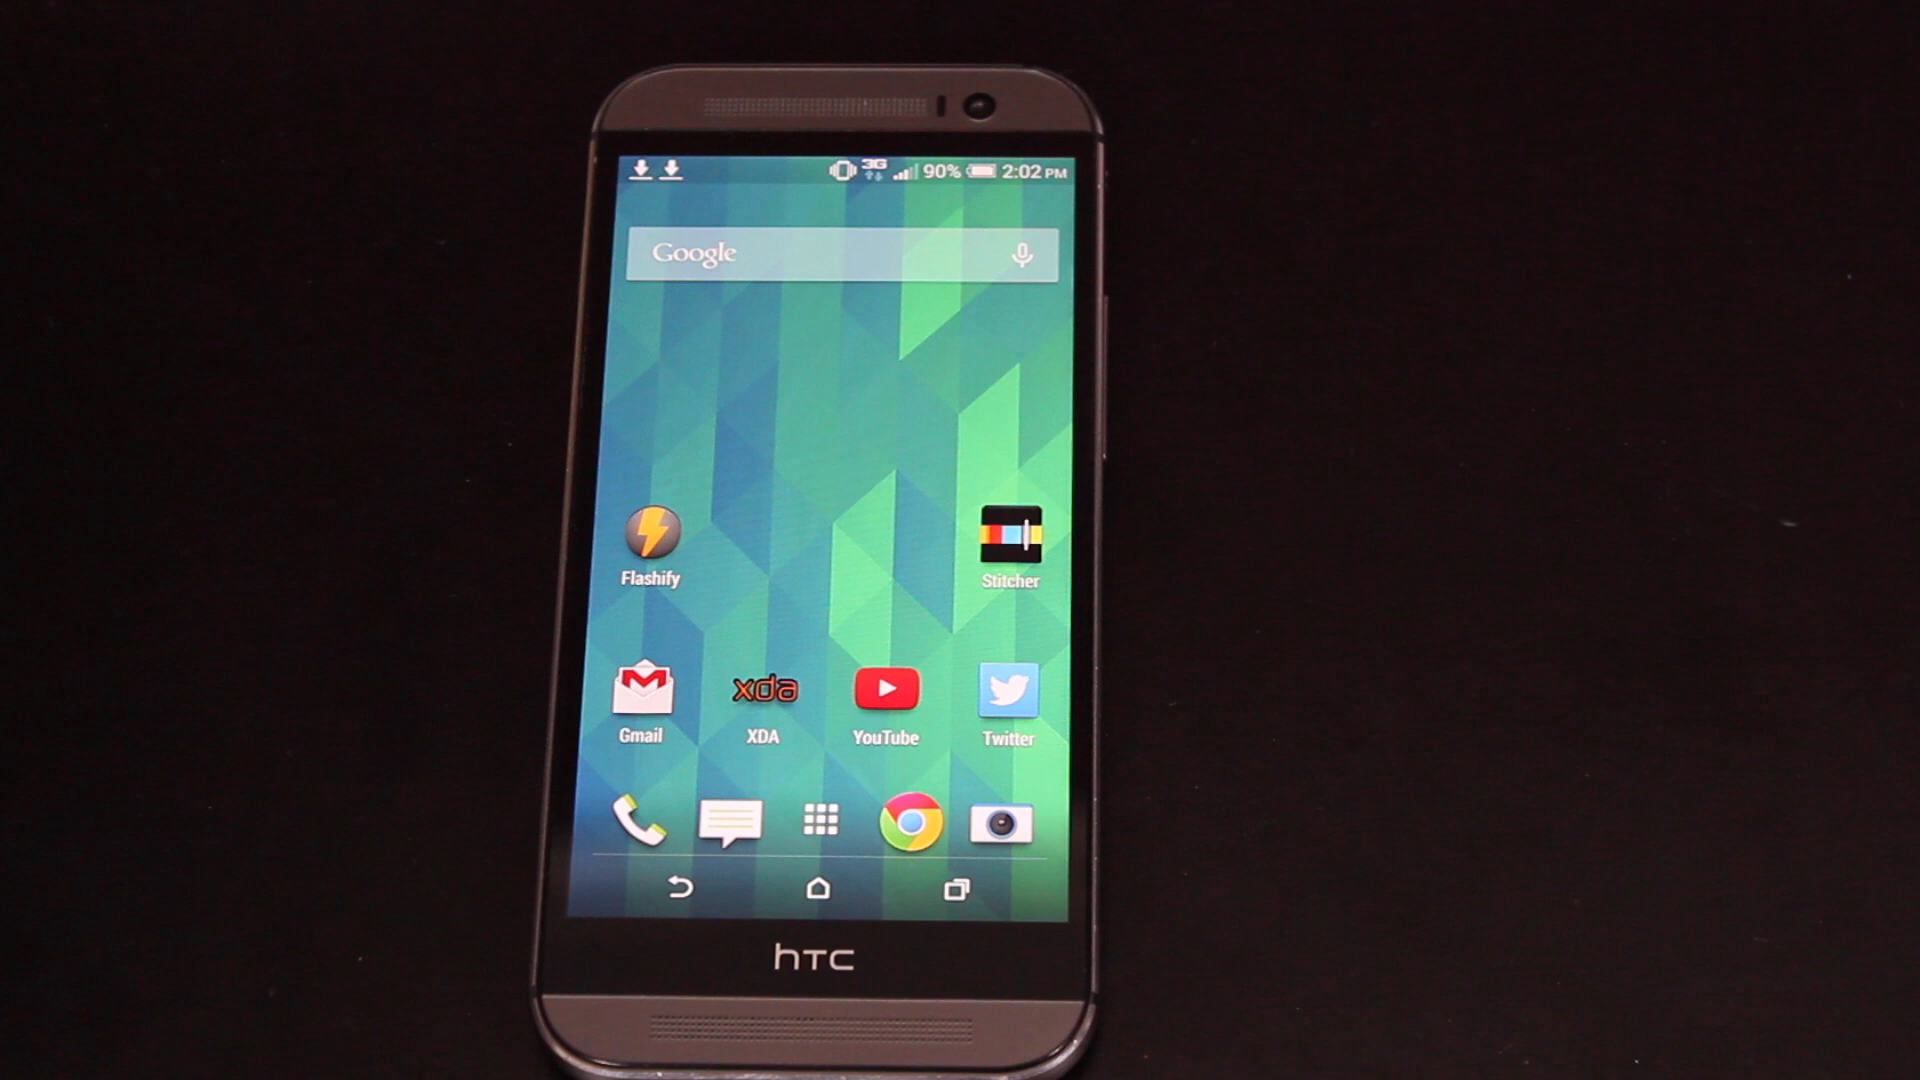 3G 90% 2:02 PM
Google
Flashify Stitcher
xda
Gmail XDA YouTube Twitter
hTC